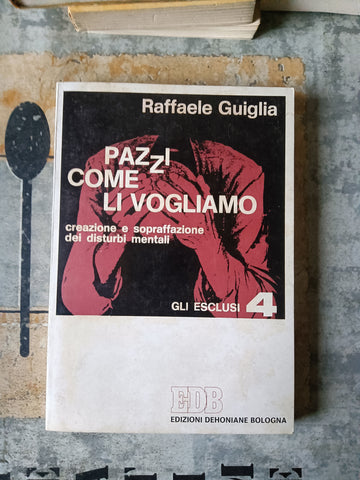 Raffaele Guiglia
PAZZI
COME
LI VOGLIAMO
creazione e sopraffazione
dei disturbi mentali
GLI ESCLUSI 4
EDB
EDIZIONI DEHONIANE BOLOGNA